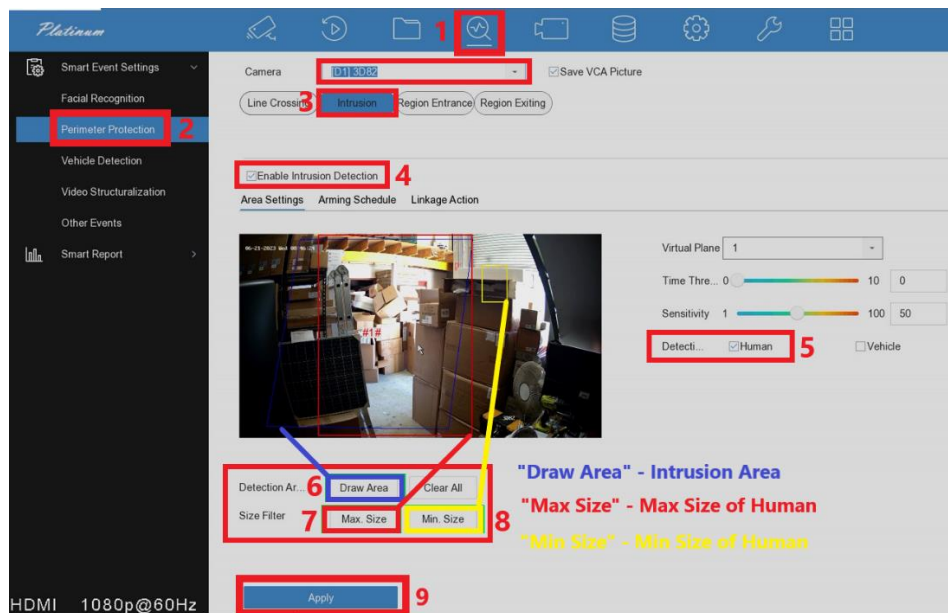 Platinum
1
Smart Event Settings
Facial Recognition
Perimeter Protection
2
Vehicle Detection
Video Structuralization
Other Events
Smart Report
Camera
[D1] 3D82
Save VCA Picture
Line Crossing
3
Intrusion
Region Entrance
Region Exiting
Enable Intrusion Detection
4
Area Settings
Arming Schedule
Linkage Action
#1#
Virtual Plane 1
Time Thre... 0 10 0
Sensitivity 1 100 50
Detecti... Human
5
Vehicle
Detection Ar... 6 Draw Area Clear All
Size Filter 7 Max. Size Min. Size 8
"Draw Area" - Intrusion Area
"Max Size" - Max Size of Human
"Min Size" - Min Size of Human
Apply 9
HDMI 1080p@60Hz